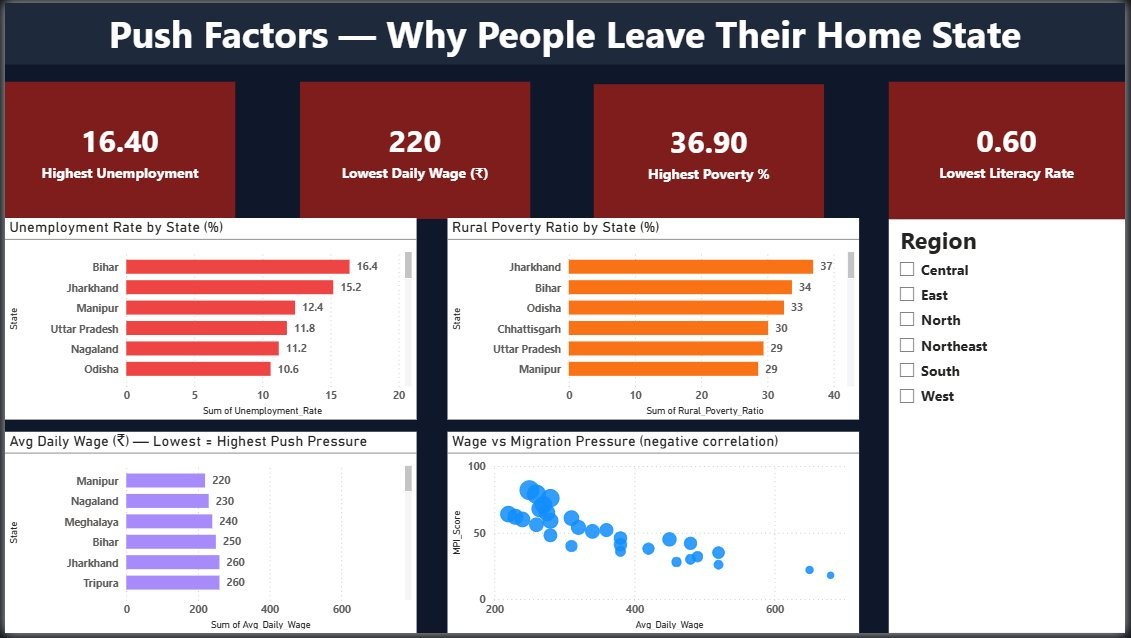 Push Factors — Why People Leave Their Home State
16.40
Highest Unemployment
220
Lowest Daily Wage (₹)
36.90
Highest Poverty %
0.60
Lowest Literacy Rate
Unemployment Rate by State (%)
State
Bihar 16.4
Jharkhand 15.2
Manipur 12.4
Uttar Pradesh 11.8
Nagaland 11.2
Odisha 10.6
0 5 10 15 20
Sum of Unemployment_Rate
Rural Poverty Ratio by State (%)
State
Jharkhand 37
Bihar 34
Odisha 33
Chhattisgarh 30
Uttar Pradesh 29
Manipur 29
0 10 20 30 40
Sum of Rural_Poverty_Ratio
Region
Central
East
North
Northeast
South
West
Avg Daily Wage (₹) — Lowest = Highest Push Pressure
State
Manipur 220
Nagaland 230
Meghalaya 240
Bihar 250
Jharkhand 260
Tripura 260
0 200 400 600
Sum of Avg_Daily_Wage
Wage vs Migration Pressure (negative correlation)
MPI_Score
100
50
0
200 400 600
Avg_Daily_Wage